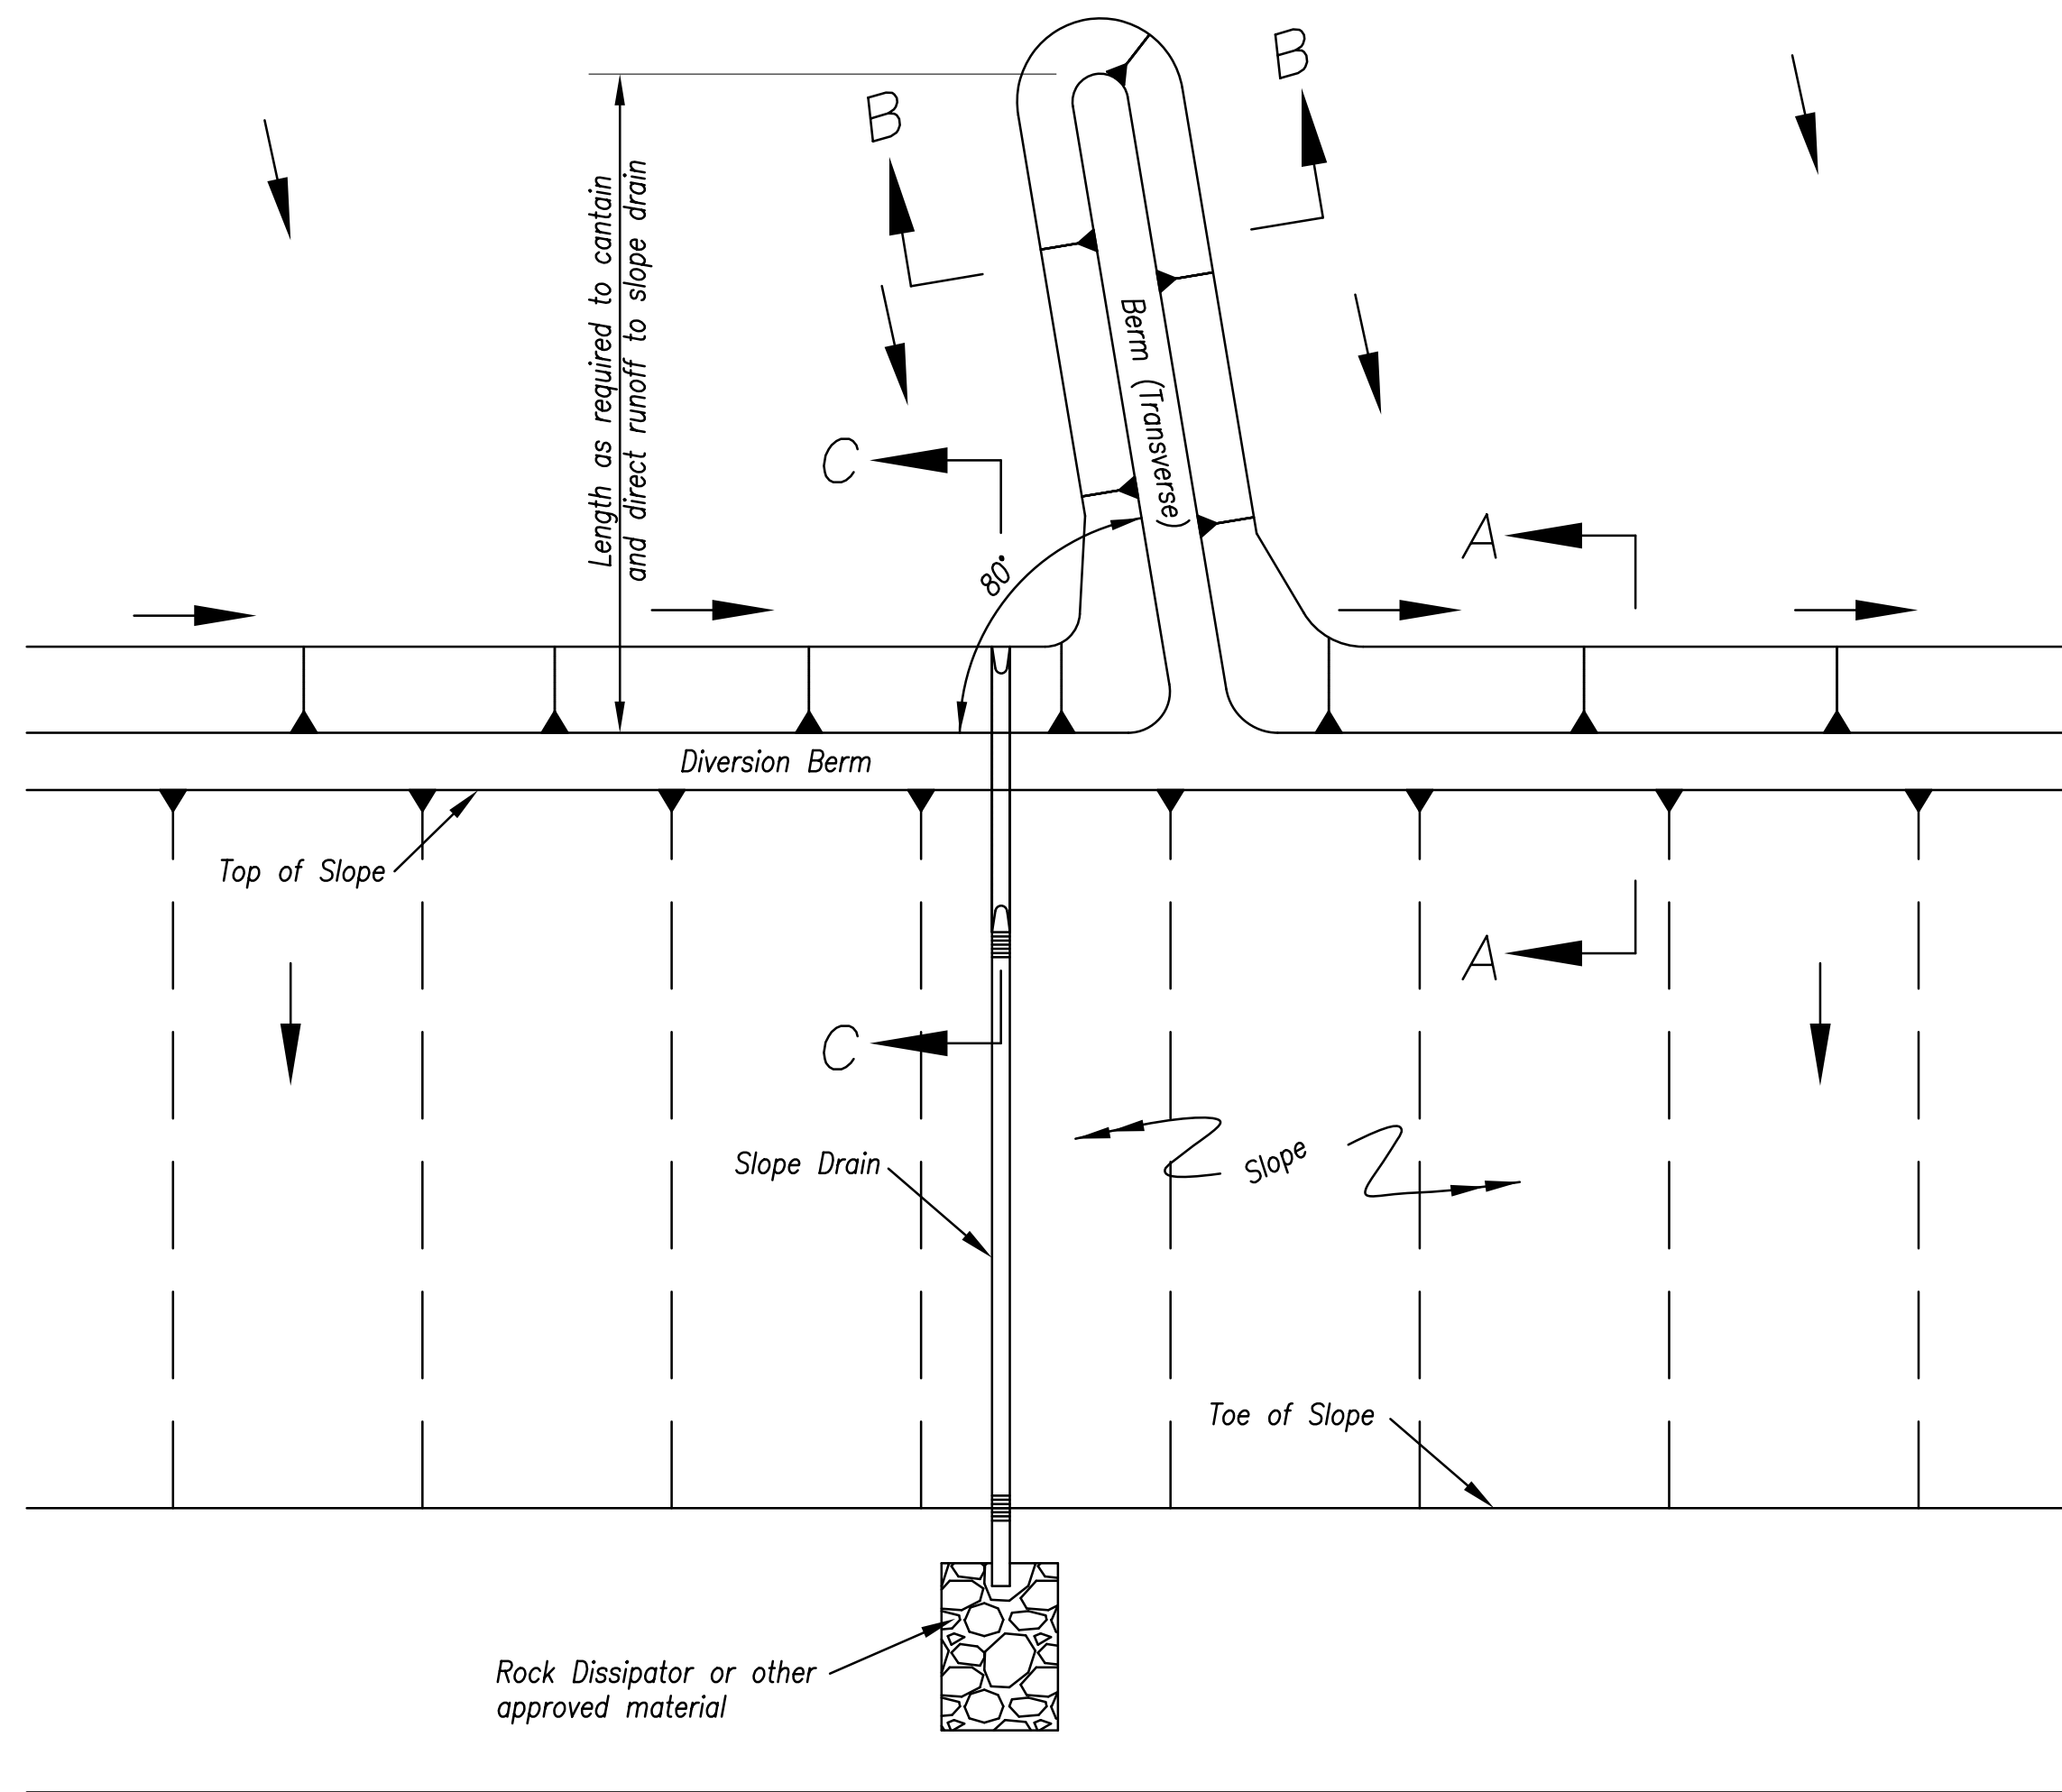 B
B
Length as required to cantain
and direct runoff to slope drain
Berm (Transverse)
C
80°
A
Diversion Berm
Top of Slope
A
C
Slope Drain
Slope
Toe of Slope
Rock Dissipator or other
approved material